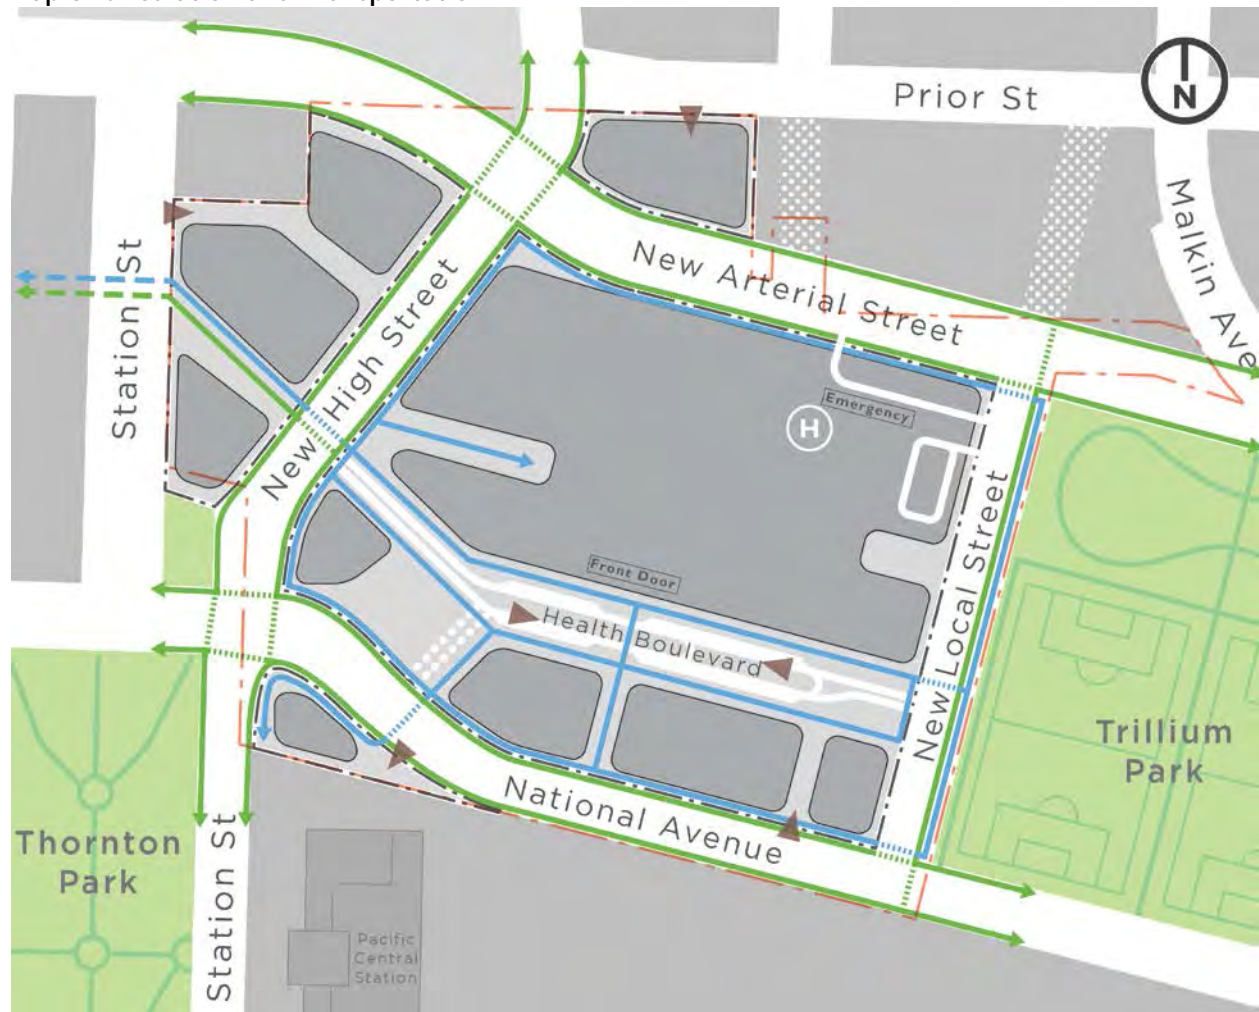 Prior St
N
Malkin Ave
Station St
New High Street
New Arterial Street
Emergency
H
New Local Street
Front Door
Health Boulevard
Trillium
Park
National Avenue
Thornton
Park
Station St
Pacific
Central
Station